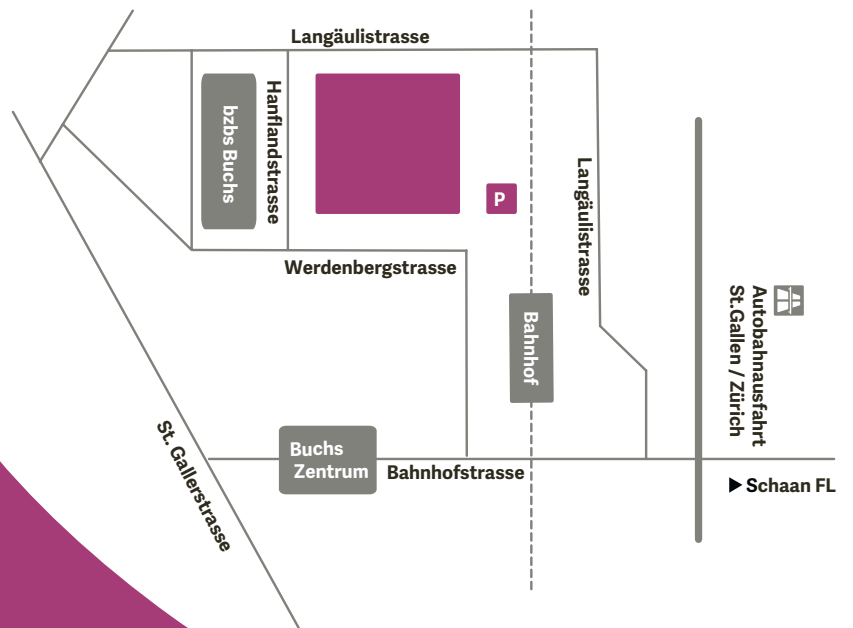 Langäulistrasse
bzbs Buchs
Hanflandstrasse
P
Langäulistrasse
Werdenbergstrasse
Bahnhof
Autobahnausfahrt
St.Gallen / Zürich
St. Gallerstrasse
Buchs
Zentrum
Bahnhofstrasse
Schaan FL